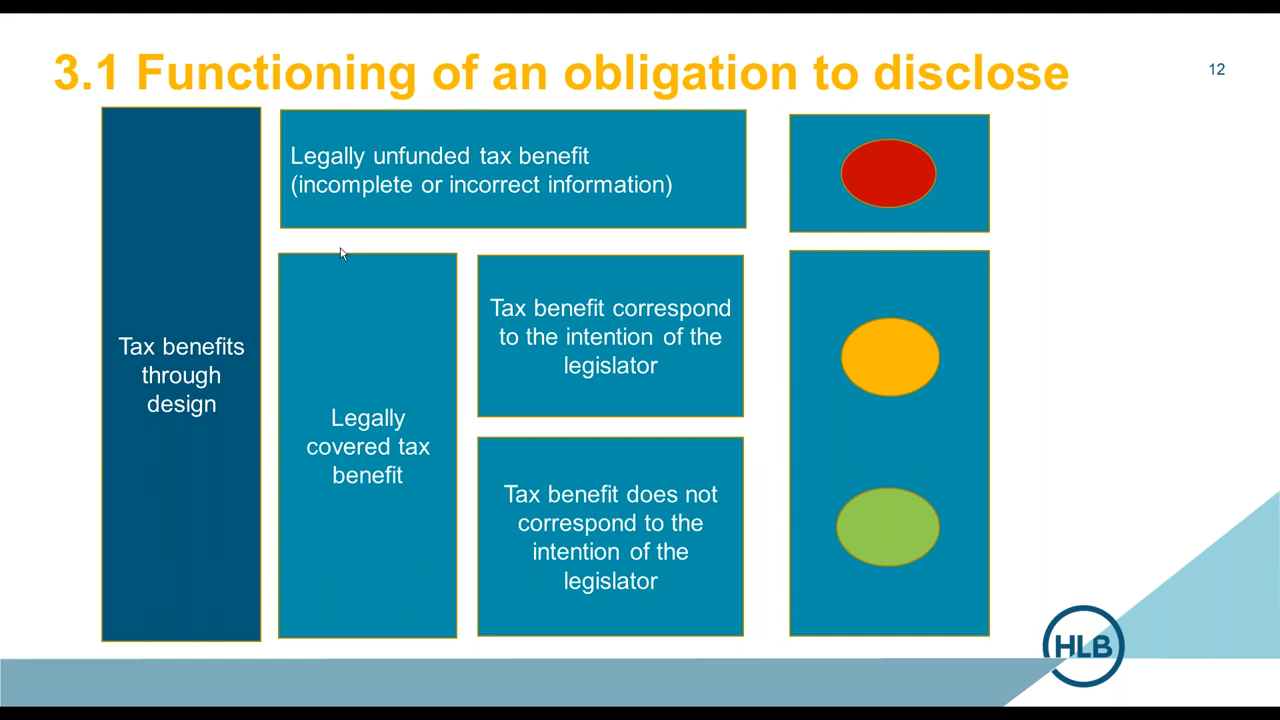 3.1 Functioning of an obligation to disclose
12
Legally unfunded tax benefit
(incomplete or incorrect information)
Tax benefits
through
design
Legally
covered tax
benefit
Tax benefit correspond
to the intention of the
legislator
Tax benefit does not
correspond to the
intention of the
legislator
HLB